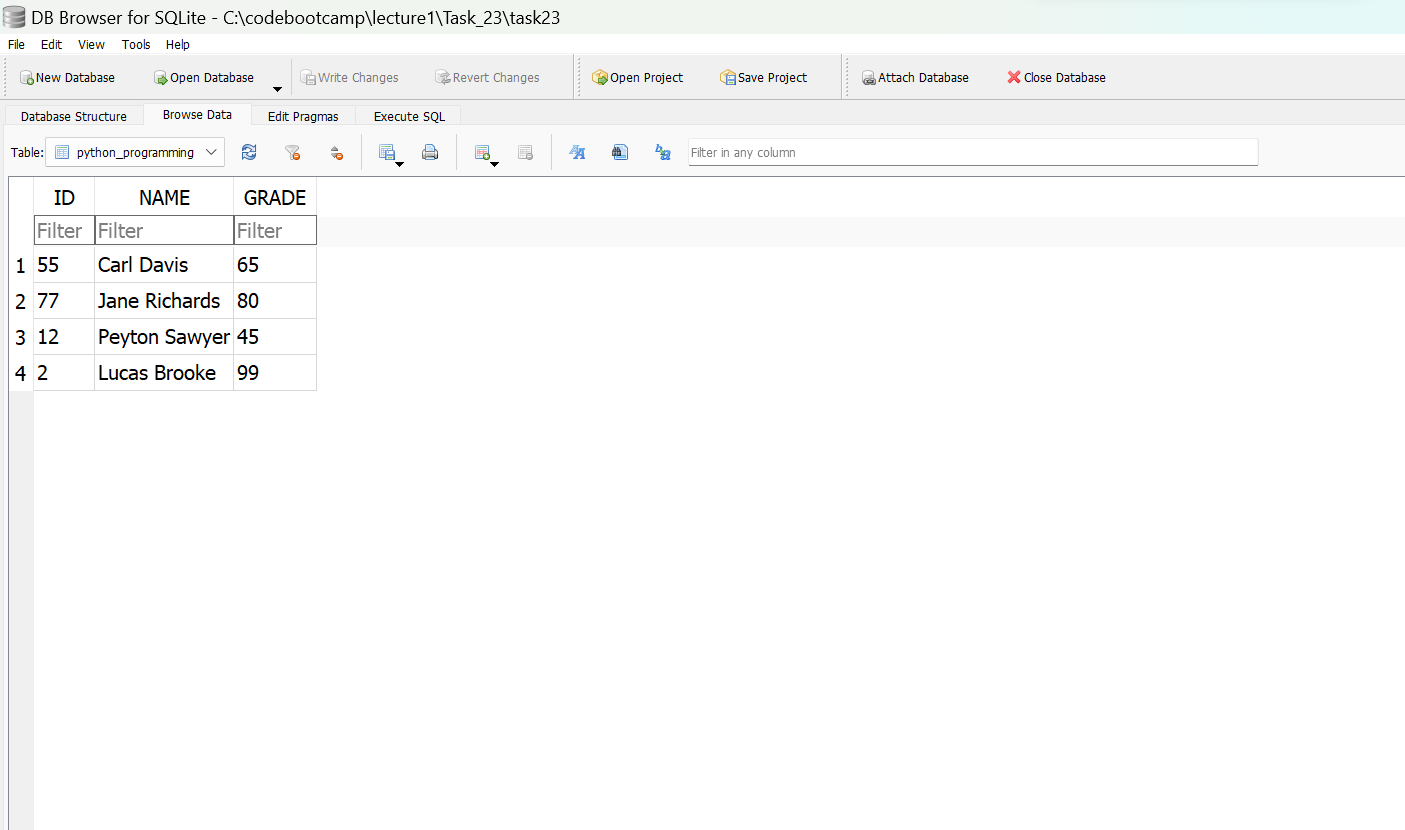 DB Browser for SQLite - C:\codebootcamp\lecture1\Task_23\task23
File Edit View Tools Help
New Database Open Database Write Changes Revert Changes Open Project Save Project Attach Database Close Database
Database Structure Browse Data Edit Pragmas Execute SQL
Table: python_programming Filter in any column
ID NAME GRADE
Filter Filter Filter
1 55 Carl Davis 65
2 77 Jane Richards 80
3 12 Peyton Sawyer 45
4 2 Lucas Brooke 99